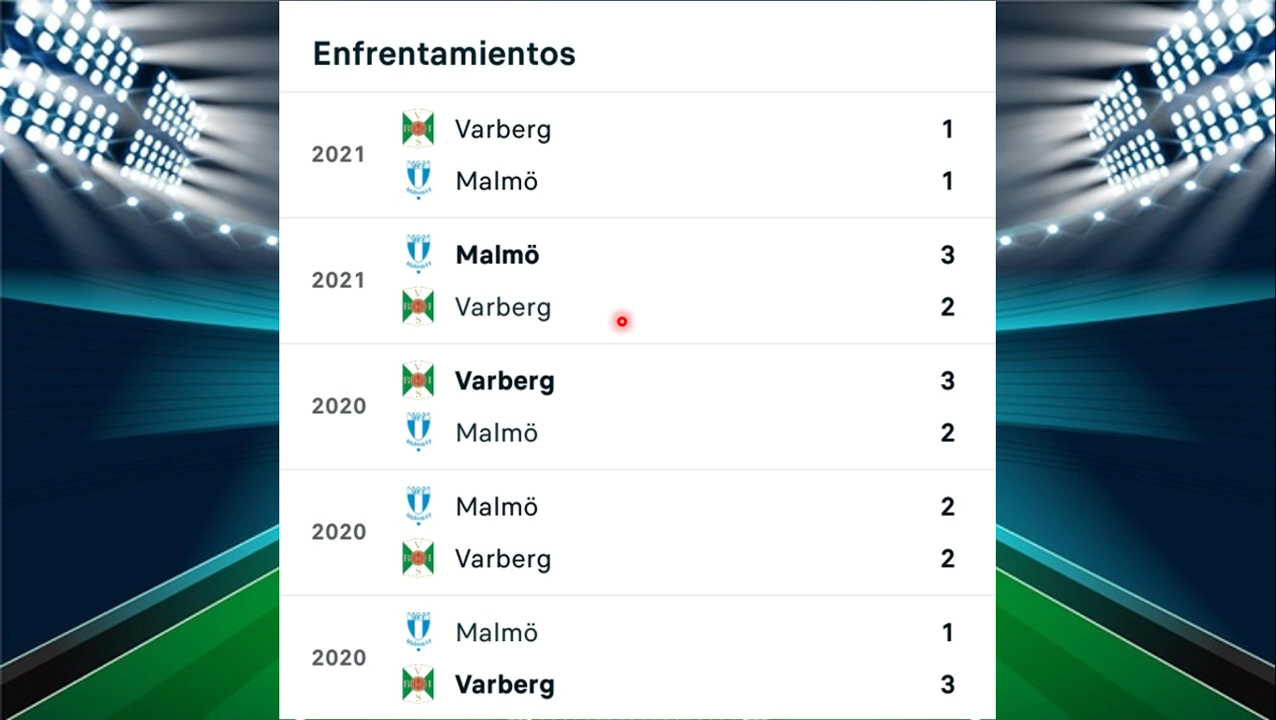 Enfrentamientos
2021
Varberg 1
Malmö 1
2021
Malmö 3
Varberg 2
2020
Varberg 3
Malmö 2
2020
Malmö 2
Varberg 2
2020
Malmö 1
Varberg 3